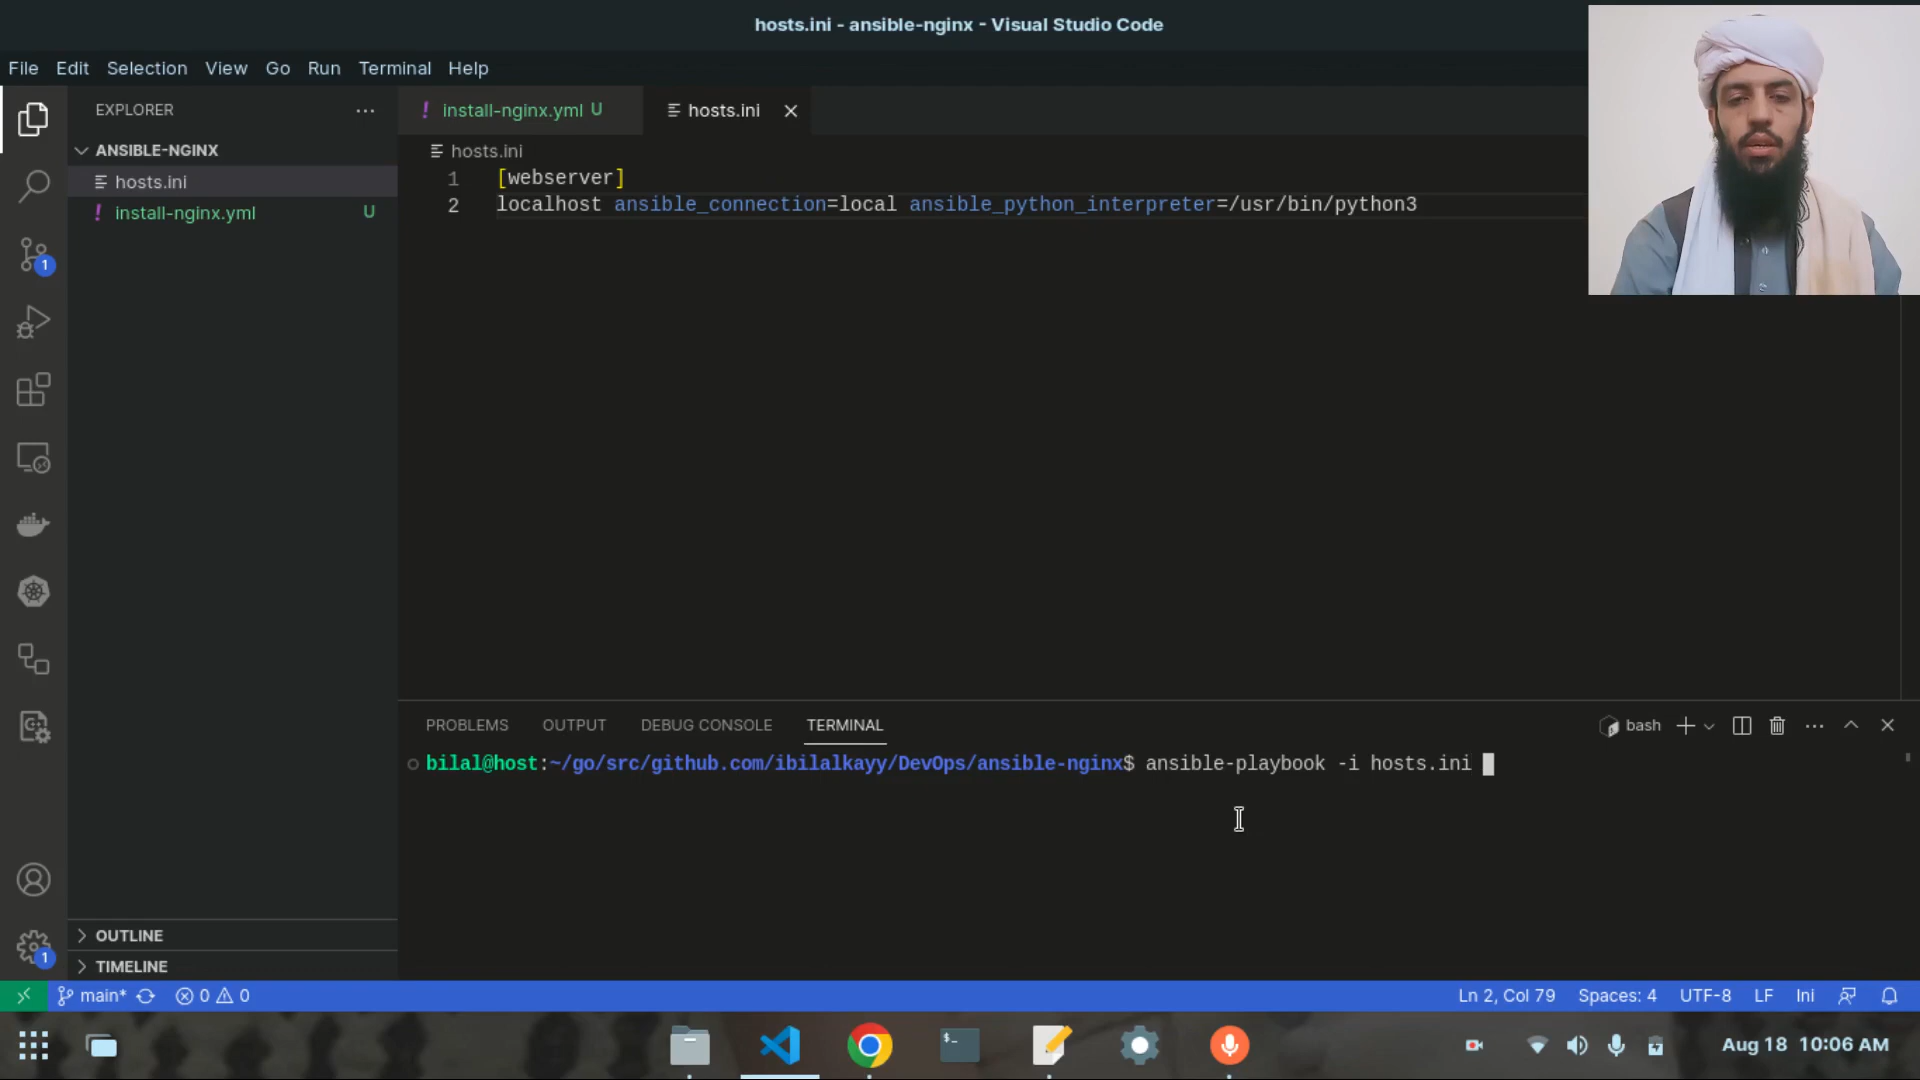 hosts.ini - ansible-nginx - Visual Studio Code
File Edit Selection View Go Run Terminal Help
EXPLORER
ANSIBLE-NGINX
hosts.ini
! install-nginx.yml U
! install-nginx.yml U
hosts.ini
hosts.ini
1 [webserver]
2 localhost ansible_connection=local ansible_python_interpreter=/usr/bin/python3
1
PROBLEMS OUTPUT DEBUG CONSOLE TERMINAL
bash
bilal@host:~/go/src/github.com/ibilalkayy/DevOps/ansible-nginx$ ansible-playbook -i hosts.ini
OUTLINE
TIMELINE
1
main* 0 0
Ln 2, Col 79 Spaces: 4 UTF-8 LF Ini
$_
Aug 18 10:06 AM